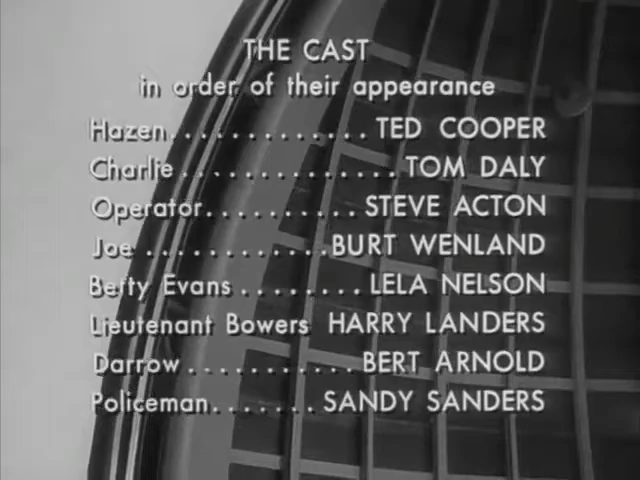 THE CAST
in order of their appearance
Hazen.............TED COOPER
Charlie..............TOM DALY
Operator..........STEVE ACTON
Joe............BURT WENLAND
Betty Evans........LELA NELSON
Lieutenant Bowers HARRY LANDERS
Darrow...........BERT ARNOLD
Policeman.......SANDY SANDERS